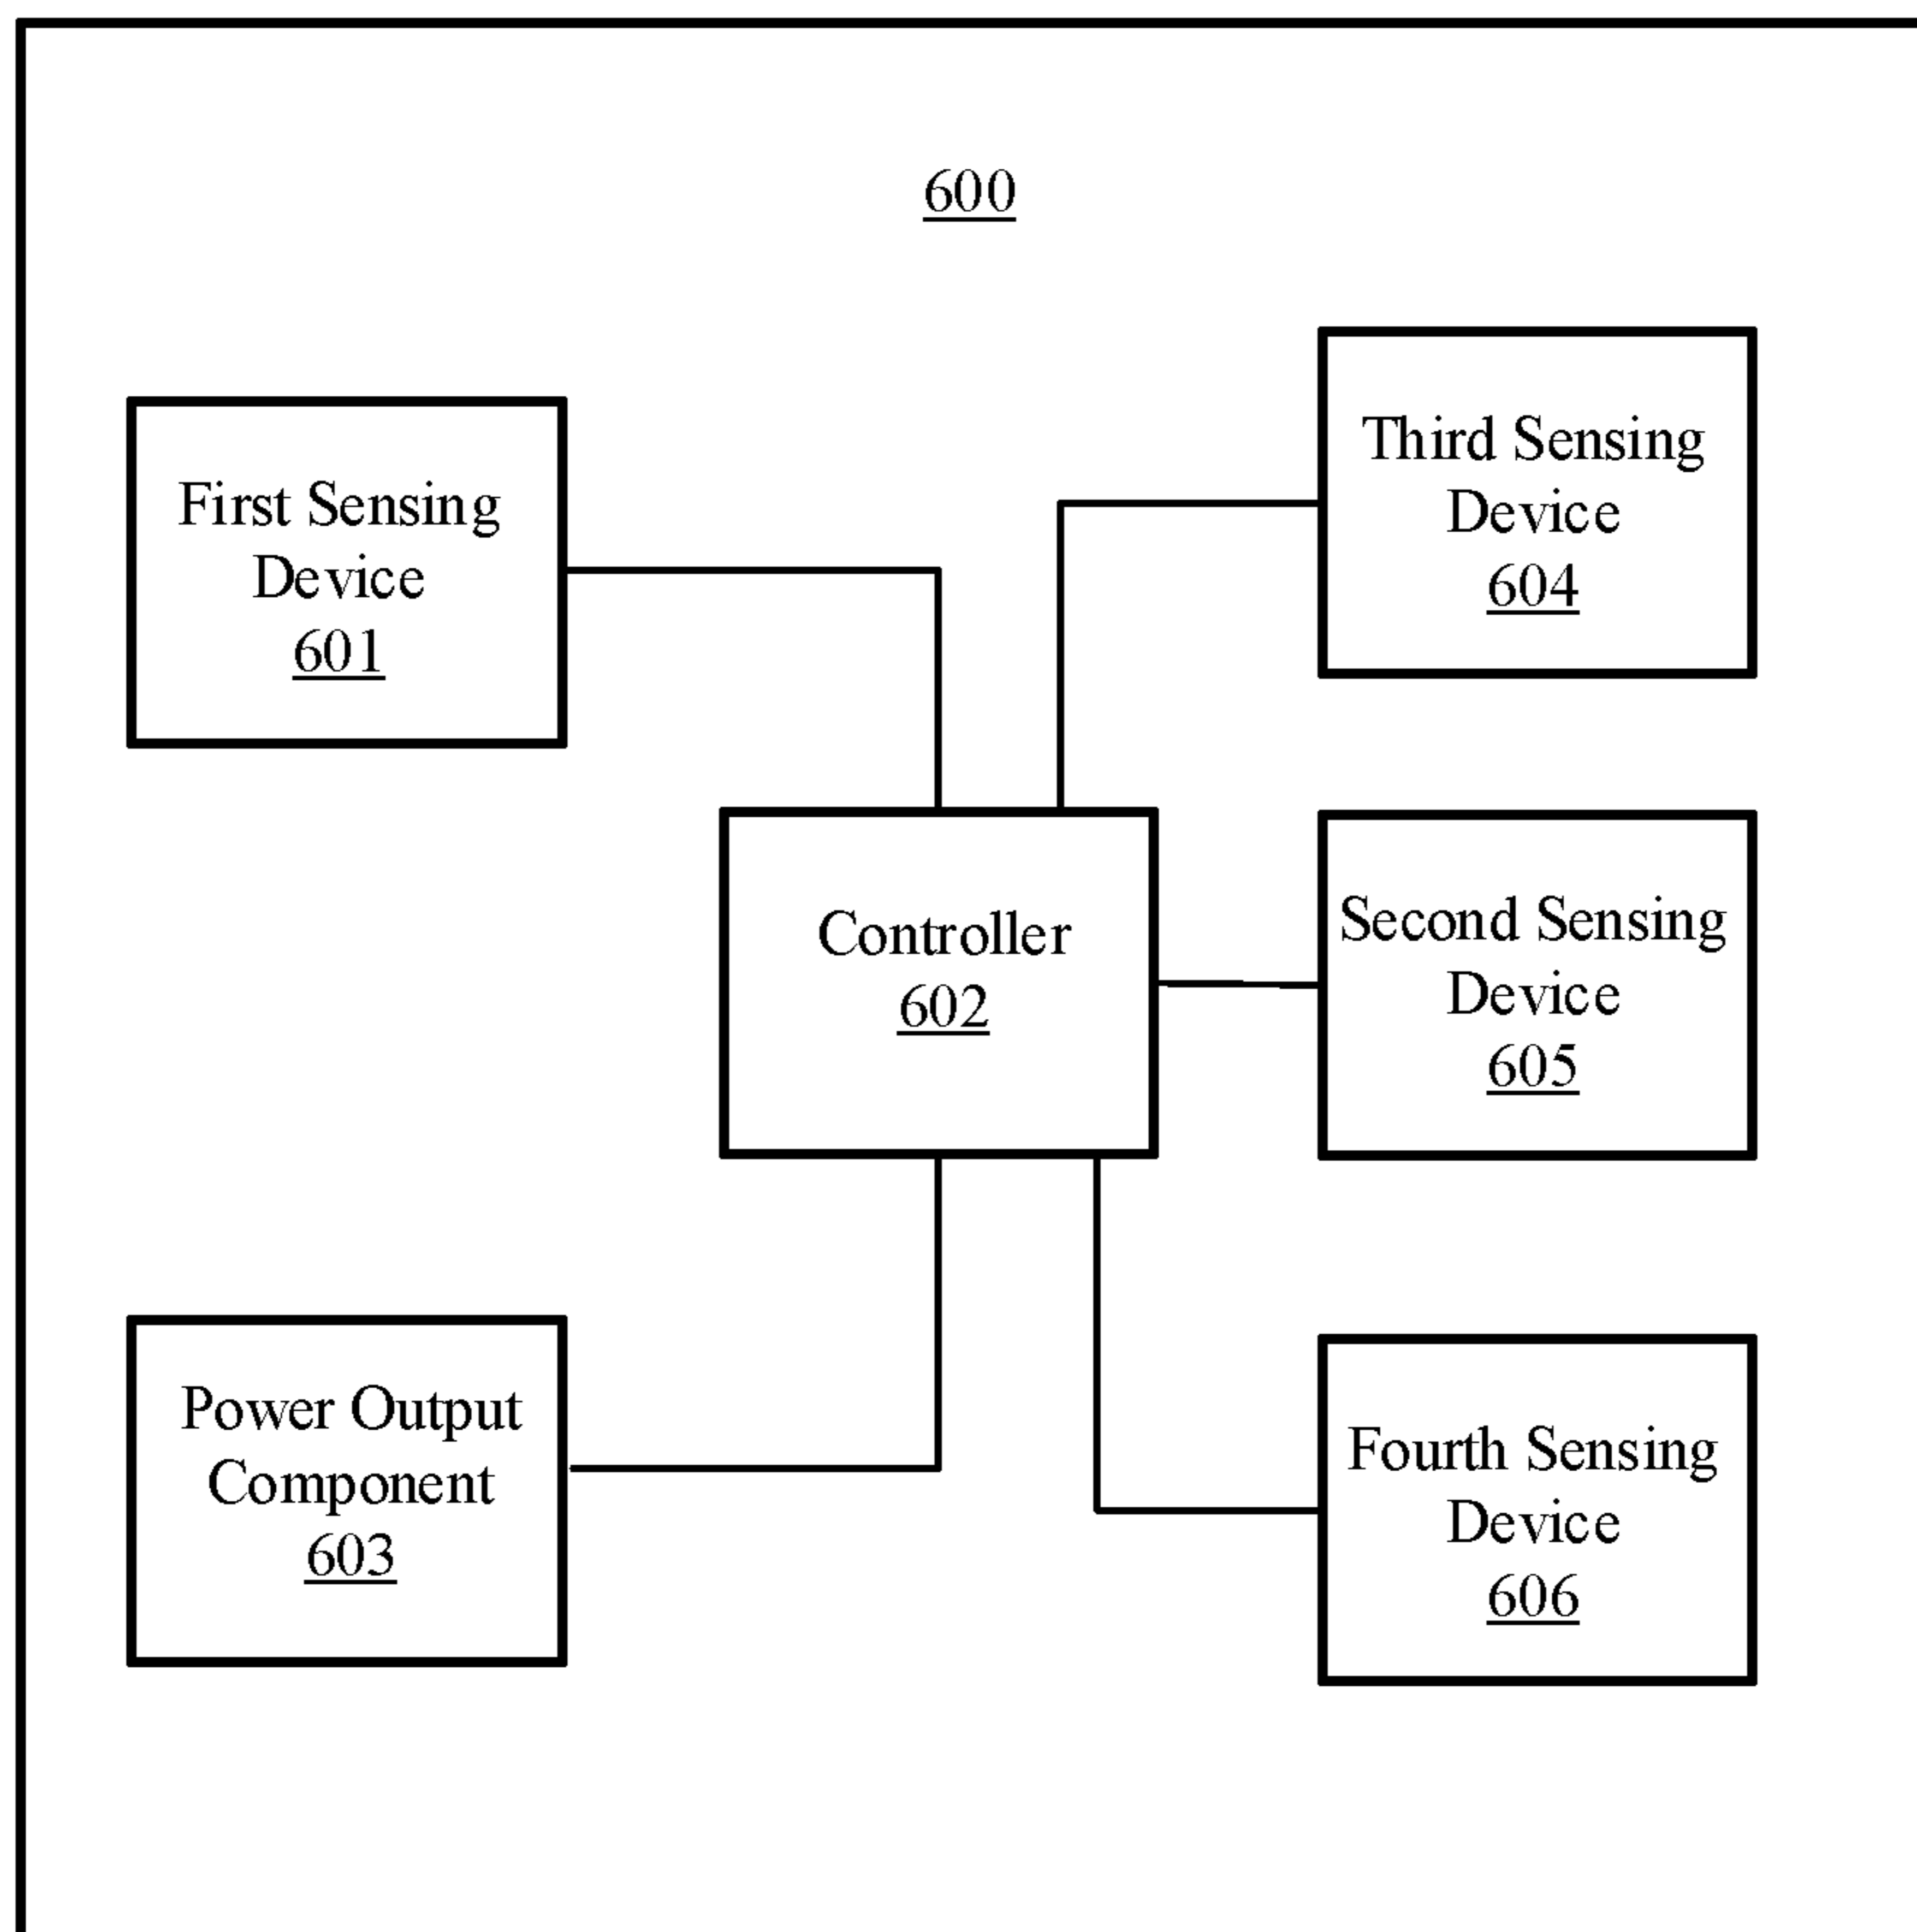 600
First Sensing
Device
601
Third Sensing
Device
604
Controller
602
Second Sensing
Device
605
Power Output
Component
603
Fourth Sensing
Device
606